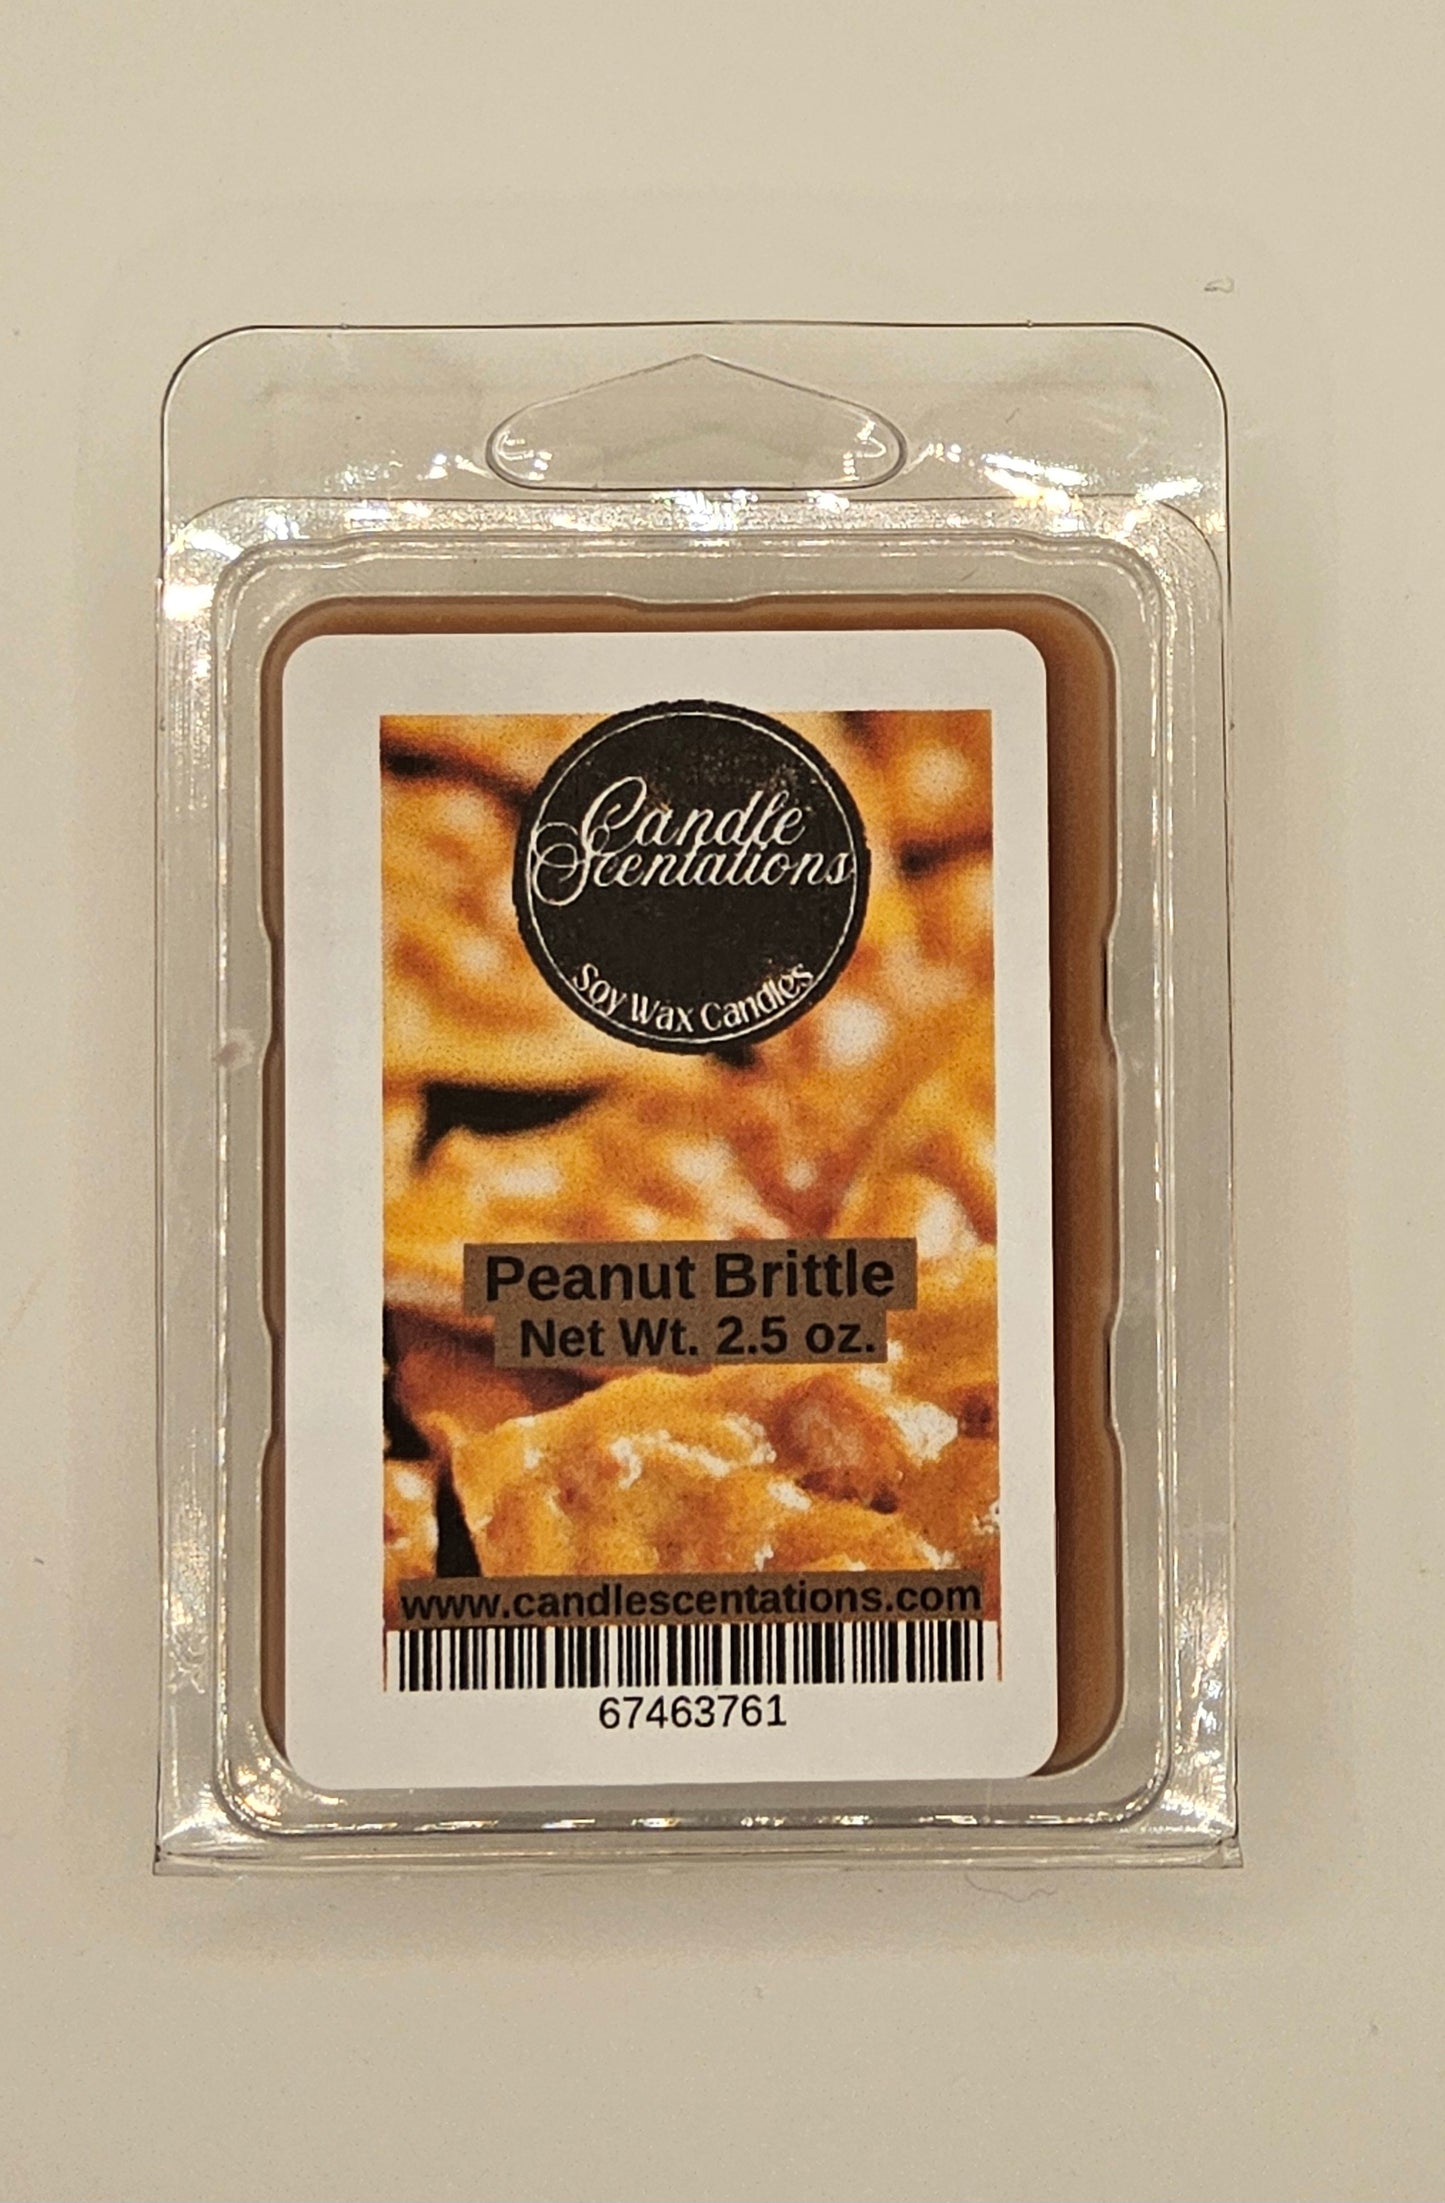 Candle
Scentations
Soy Wax Candles
Peanut Brittle
Net Wt. 2.5 oz.
www.candlescentations.com
67463761